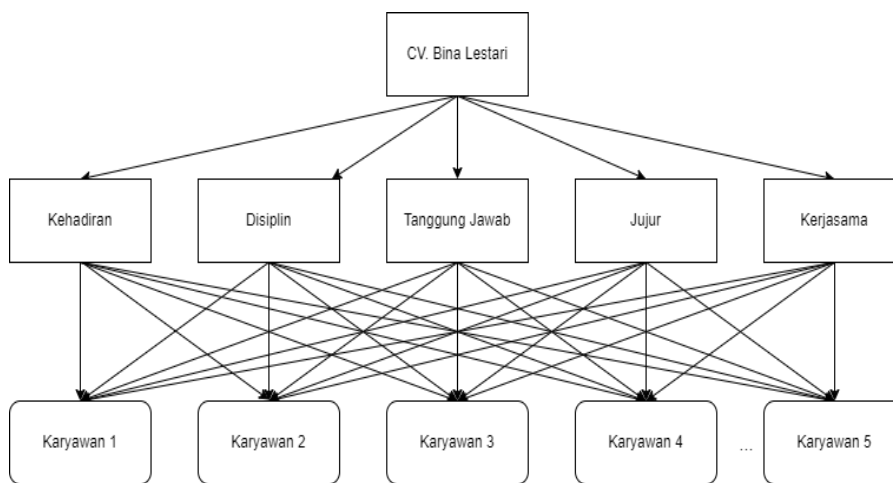 CV. Bina Lestari
Kehadiran
Disiplin
Tanggung Jawab
Jujur
Kerjasama
Karyawan 1
Karyawan 2
Karyawan 3
Karyawan 4
...
Karyawan 5